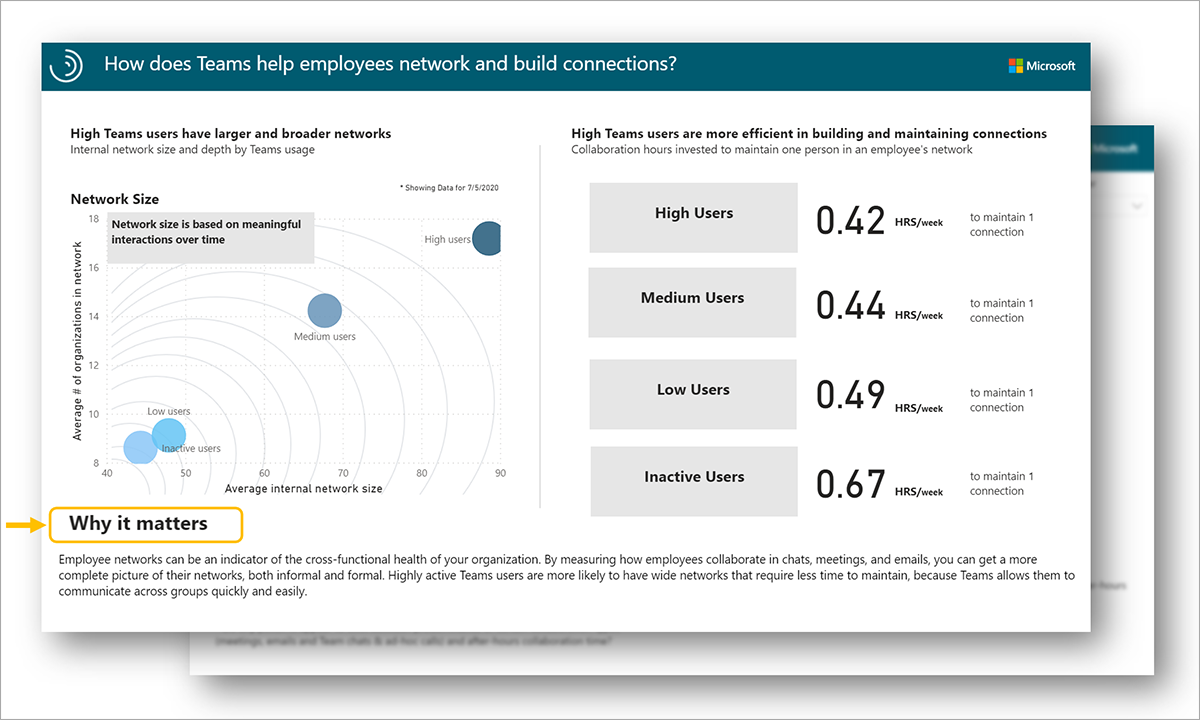 How does Teams help employees network and build connections?
Microsoft
High Teams users have larger and broader networks
Internal network size and depth by Teams usage
* Showing Data for 7/5/2020
Network Size
Network size is based on meaningful
interactions over time
Average # of organizations in network
18
16
14
12
10
8
High users
Medium users
Low users
Inactive users
40 50 60 70 80 90
Average internal network size
High Teams users are more efficient in building and maintaining connections
Collaboration hours invested to maintain one person in an employee's network
High Users
0.42 HRS/week
to maintain 1
connection
Medium Users
0.44 HRS/week
to maintain 1
connection
Low Users
0.49 HRS/week
to maintain 1
connection
Inactive Users
0.67 HRS/week
to maintain 1
connection
Why it matters
Employee networks can be an indicator of the cross-functional health of your organization. By measuring how employees collaborate in chats, meetings, and emails, you can get a more
complete picture of their networks, both informal and formal. Highly active Teams users are more likely to have wide networks that require less time to maintain, because Teams allows them to
communicate across groups quickly and easily.
Microsoft
(meetings, emails and Team chats & ad-hoc calls) and after-hours collaboration time?